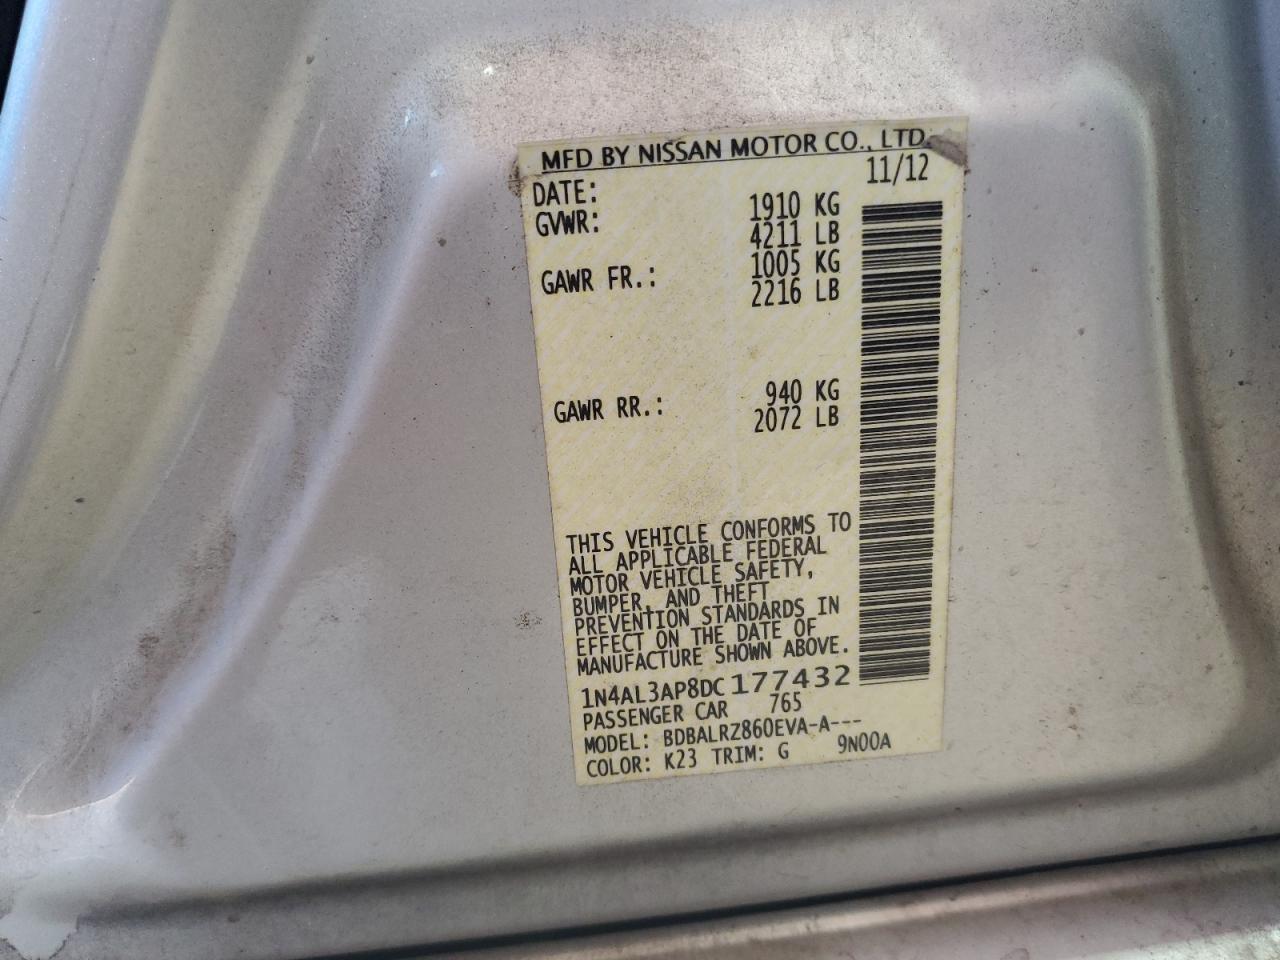 MFD BY NISSAN MOTOR CO., LTD.
DATE: 11/12
GVWR: 1910 KG
4211 LB
GAWR FR.: 1005 KG
2216 LB
GAWR RR.: 940 KG
2072 LB
THIS VEHICLE CONFORMS TO
ALL APPLICABLE FEDERAL
MOTOR VEHICLE SAFETY,
BUMPER, AND THEFT
PREVENTION STANDARDS IN
EFFECT ON THE DATE OF
MANUFACTURE SHOWN ABOVE.
1N4AL3AP8DC177432
PASSENGER CAR 765
MODEL: BDBALRZ860EVA-A---
COLOR: K23 TRIM: G 9N00A